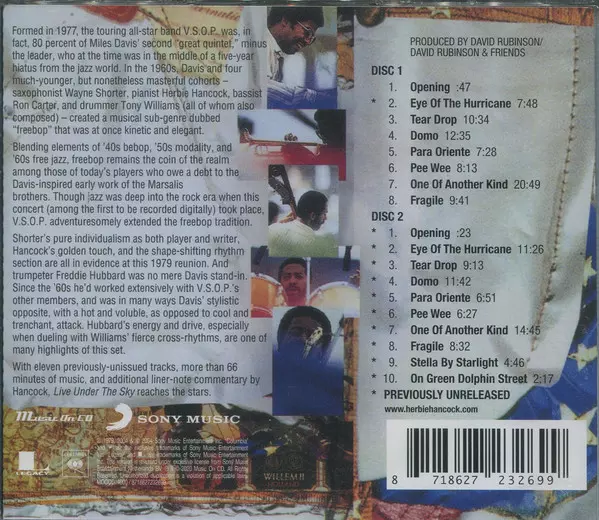 Formed in 1977, the touring all-star band V.S.O.P. was, in
fact, 80 percent of Miles Davis' second "great quintet," minus
the leader, who at the time was in the middle of a five-year
hiatus from the jazz world. In the 1960s, Davis and four
much-younger, but nonetheless masterful cohorts –
saxophonist Wayne Shorter, pianist Herbie Hancock, bassist
Ron Carter, and drummer Tony Williams (all of whom also
composed) – created a musical sub-genre dubbed
"freebop" that was at once kinetic and elegant.
Blending elements of '40s bebop, '50s modality, and
'60s free jazz, freebop remains the coin of the realm
among those of today's players who owe a debt to the
Davis-inspired early work of the Marsalis
brothers. Though jazz was deep into the rock era when this
concert (among the first to be recorded digitally) took place,
V.S.O.P. adventuresomely extended the freebop tradition.
Shorter's pure individualism as both player and writer,
Hancock's golden touch, and the shape-shifting rhythm
section are all in evidence at this 1979 reunion. And
trumpeter Freddie Hubbard was no mere Davis stand-in.
Since the '60s he'd worked extensively with V.S.O.P.'s
other members, and was in many ways Davis' stylistic
opposite, with a hot and voluble, as opposed to cool and
trenchant, attack. Hubbard's energy and drive, especially
when dueling with Williams' fierce cross-rhythms, are one of
many highlights of this set.
With eleven previously-unissued tracks, more than 66
minutes of music, and additional liner-note commentary by
Hancock, Live Under The Sky reaches the stars.
Music On CD
SONY MUSIC
LEGACY
COLUMBIA
WILLEM II
PRODUCED BY DAVID RUBINSON/
DAVID RUBINSON & FRIENDS
DISC 1
1. Opening :47
* 2. Eye Of The Hurricane 7:48
3. Tear Drop 10:34
4. Domo 12:35
5. Para Oriente 7:28
6. Pee Wee 8:13
7. One Of Another Kind 20:49
8. Fragile 9:41
DISC 2
* 1. Opening :23
* 2. Eye Of The Hurricane 11:26
* 3. Tear Drop 9:13
* 4. Domo 11:42
* 5. Para Oriente 6:51
* 6. Pee Wee 6:27
* 7. One Of Another Kind 14:45
* 8. Fragile 8:32
* 9. Stella By Starlight 4:46
* 10. On Green Dolphin Street 2:17
* PREVIOUSLY UNRELEASED
www.herbiehancock.com
8 718627 232699